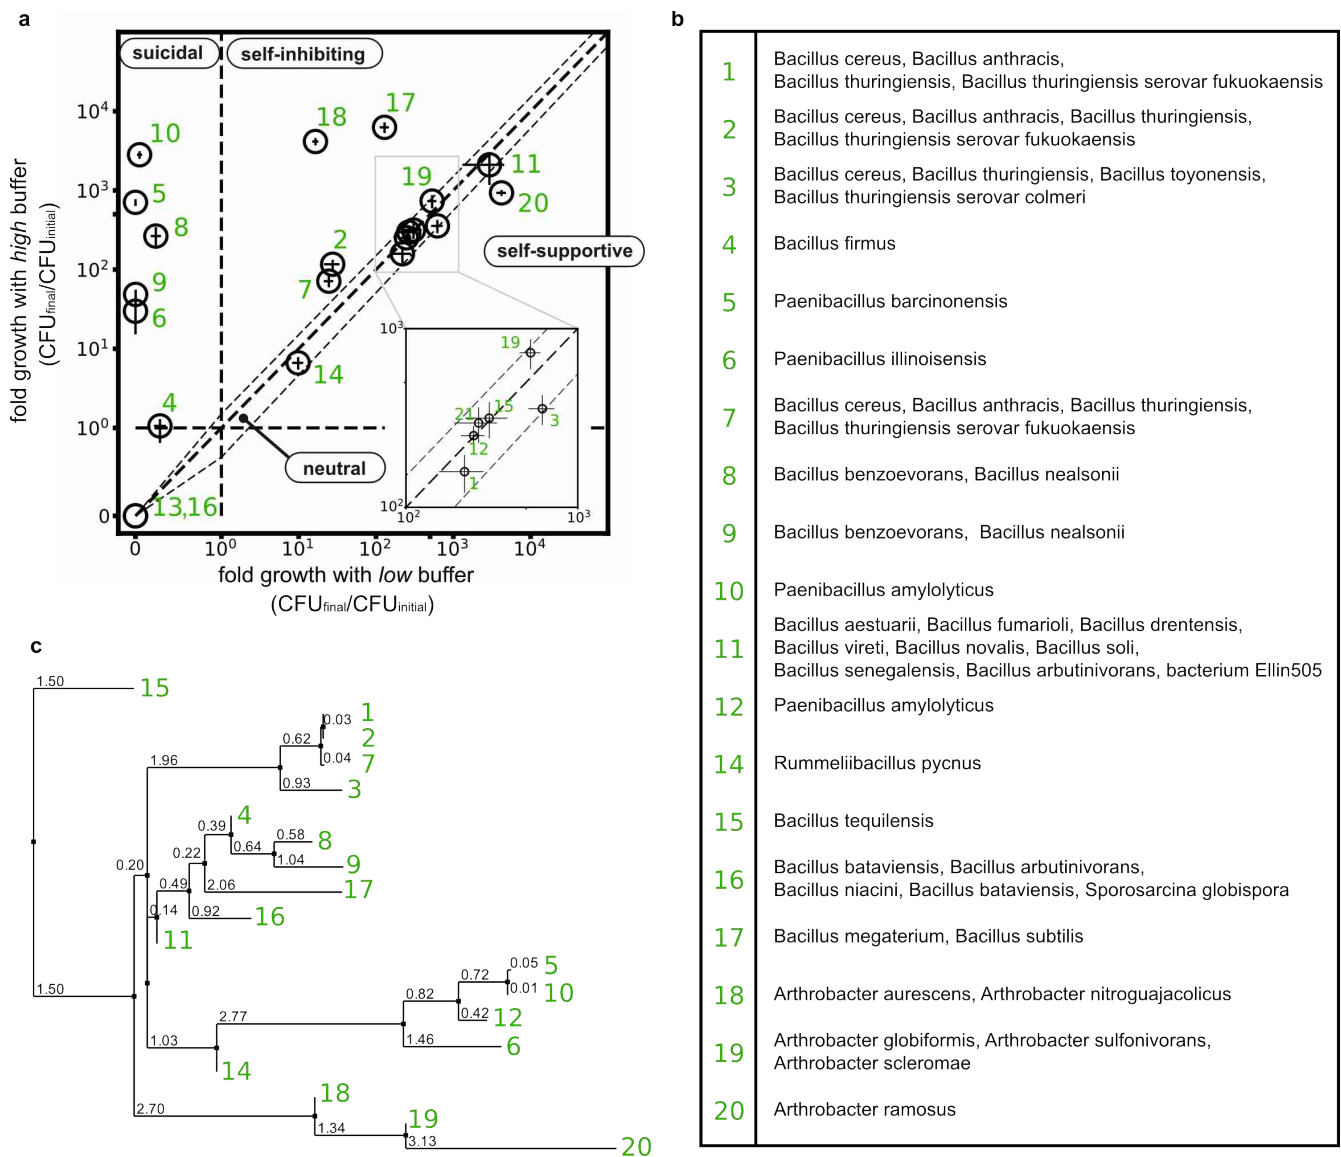 a
suicidal
self-inhibiting
10⁴
10³
10²
10¹
10⁰
0
fold growth with high buffer
(CFUfinal/CFUinitial)
10
5
8
9
6
4
13,16
18
17
2
7
14
19
11
20
self-supportive
neutral
10³
10²
19
21
15
12
3
1
10²
10³
0
10⁰
10¹
10²
10³
10⁴
fold growth with low buffer
(CFUfinal/CFUinitial)
b
1
Bacillus cereus, Bacillus anthracis,
Bacillus thuringiensis, Bacillus thuringiensis serovar fukuokaensis
2
Bacillus cereus, Bacillus anthracis, Bacillus thuringiensis,
Bacillus thuringiensis serovar fukuokaensis
3
Bacillus cereus, Bacillus thuringiensis, Bacillus toyonensis,
Bacillus thuringiensis serovar colmeri
4
Bacillus firmus
5
Paenibacillus barcinonensis
6
Paenibacillus illinoisensis
7
Bacillus cereus, Bacillus anthracis, Bacillus thuringiensis,
Bacillus thuringiensis serovar fukuokaensis
8
Bacillus benzoevorans, Bacillus nealsonii
9
Bacillus benzoevorans, Bacillus nealsonii
10
Paenibacillus amylolyticus
11
Bacillus aestuarii, Bacillus fumarioli, Bacillus drentensis,
Bacillus vireti, Bacillus novalis, Bacillus soli,
Bacillus senegalensis, Bacillus arbutinivorans, bacterium Ellin505
12
Paenibacillus amylolyticus
14
Rummeliibacillus pycnus
15
Bacillus tequilensis
16
Bacillus bataviensis, Bacillus arbutinivorans,
Bacillus niacini, Bacillus bataviensis, Sporosarcina globispora
17
Bacillus megaterium, Bacillus subtilis
18
Arthrobacter aurescens, Arthrobacter nitroguajacolicus
19
Arthrobacter globiformis, Arthrobacter sulfonivorans,
Arthrobacter scleromae
20
Arthrobacter ramosus
c
1.50
15
1
0.03
2
0.62
0.04
7
1.96
0.93
3
4
0.39
0.58
8
0.64
0.22
1.04
9
0.20
0.49
2.06
17
0.14
0.92
16
11
0.05
5
0.72
0.01
10
1.50
0.82
0.42
12
2.77
1.46
6
1.03
14
18
2.70
19
1.34
3.13
20